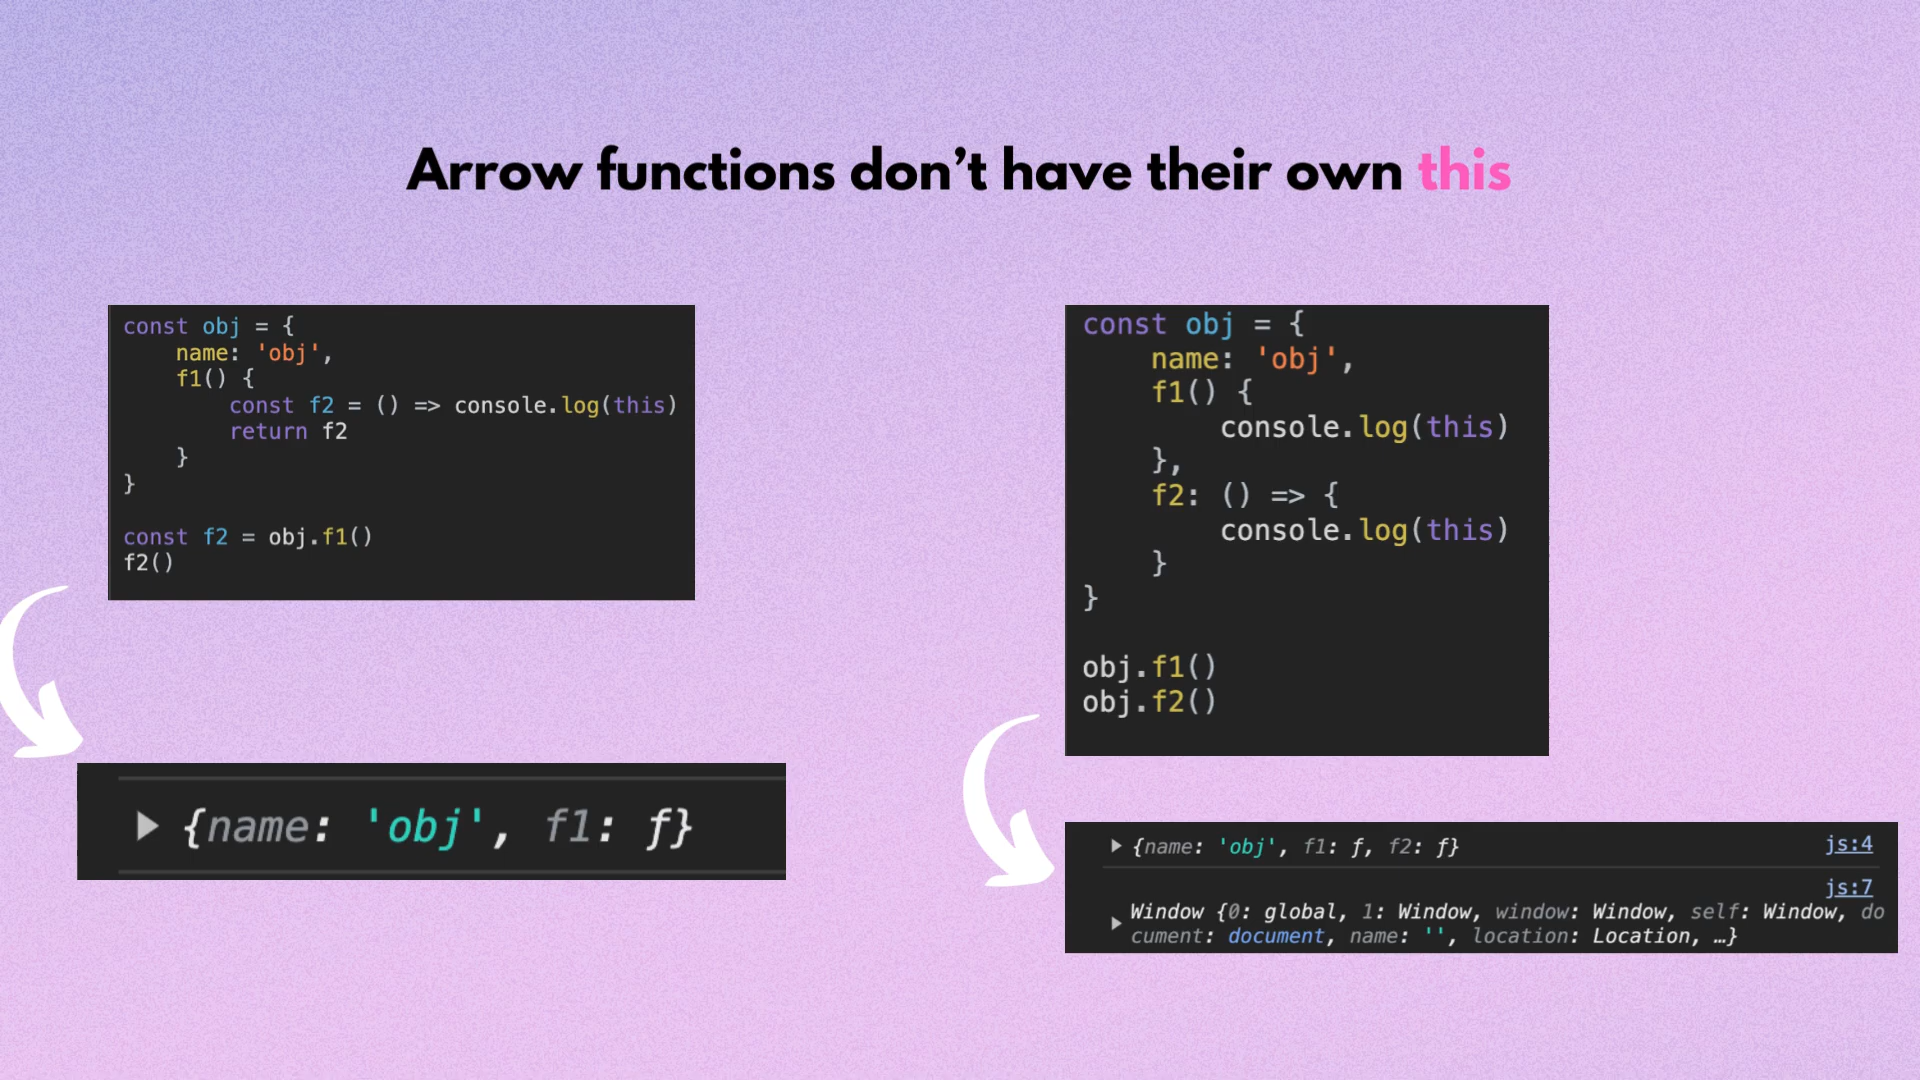 Arrow functions don’t have their own this
const obj = {
    name: 'obj',
    f1() {
        const f2 = () => console.log(this)
        return f2
    }
}
const f2 = obj.f1()
f2()
▶ {name: 'obj', f1: ƒ}
const obj = {
    name: 'obj',
    f1() {
        console.log(this)
    },
    f2: () => {
        console.log(this)
    }
}
obj.f1()
obj.f2()
▶ {name: 'obj', f1: ƒ, f2: ƒ} js:4
js:7
▶ Window {0: global, 1: Window, window: Window, self: Window, do
cument: document, name: '', location: Location, …}